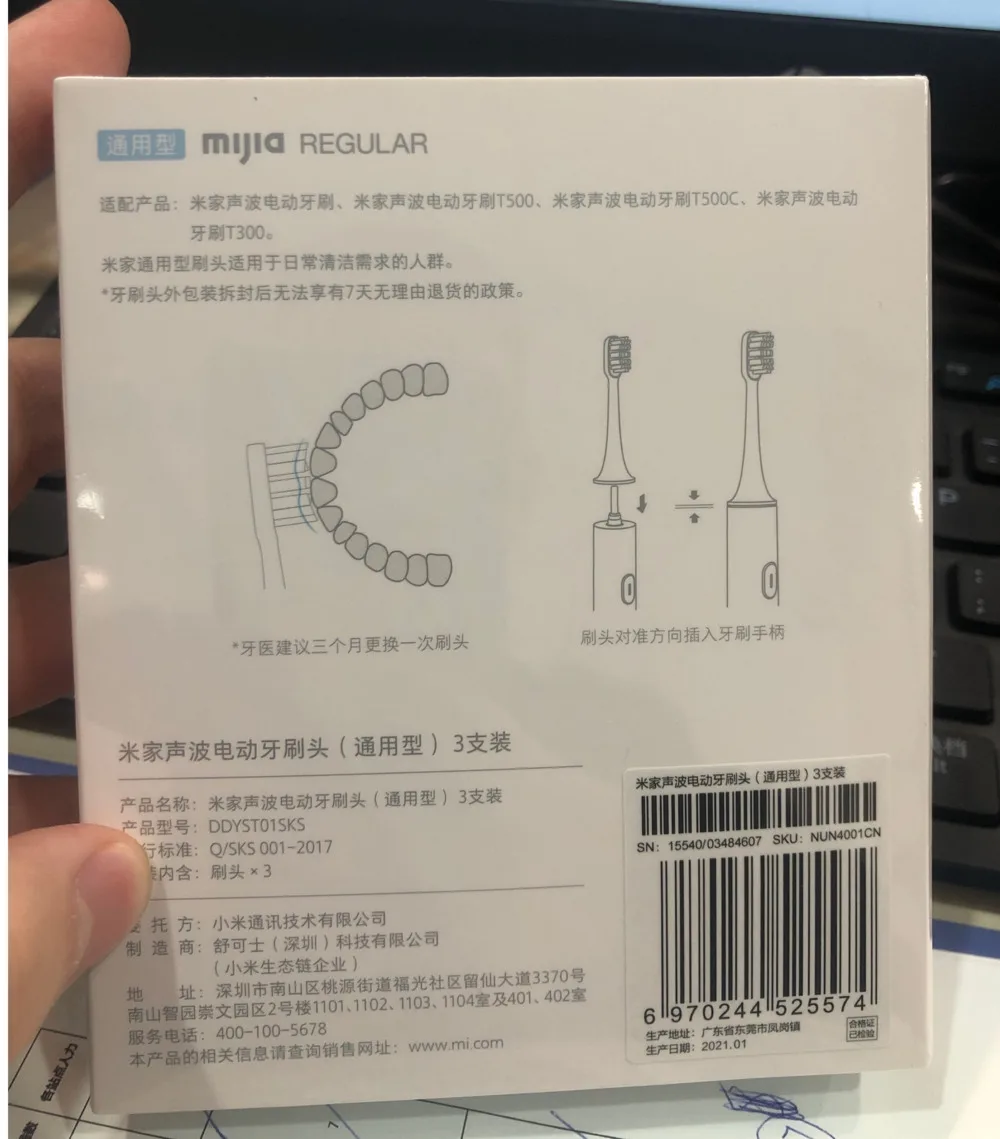 通用型 mijia REGULAR
适配产品：米家声波电动牙刷、米家声波电动牙刷T500、米家声波电动牙刷T500C、米家声波电动
牙刷T300。
米家通用型刷头适用于日常清洁需求的人群。
*牙刷头外包装拆封后无法享有7天无理由退货的政策。
*牙医建议三个月更换一次刷头
刷头对准方向插入牙刷手柄
米家声波电动牙刷头（通用型）3支装
产品名称：米家声波电动牙刷头（通用型）3支装
产品型号：DDYST01SKS
行标准：Q/SKS 001-2017
内含：刷头×3
托 方：小米通讯技术有限公司
制 造 商：舒可士（深圳）科技有限公司
（小米生态链企业）
地 址：深圳市南山区桃源街道福光社区留仙大道3370号
南山智园崇文园区2号楼1101、1102、1103、1104室及401、402室
服务电话：400-100-5678
本产品的相关信息请查询销售网址：www.mi.com
米家声波电动牙刷头（通用型）3支装
SN：15540/03484607 SKU：NUN4001CN
6 970244 525574
生产地址：广东省东莞市凤岗镇
生产日期：2021.01
合格证
已检验
P
档
各站点人力